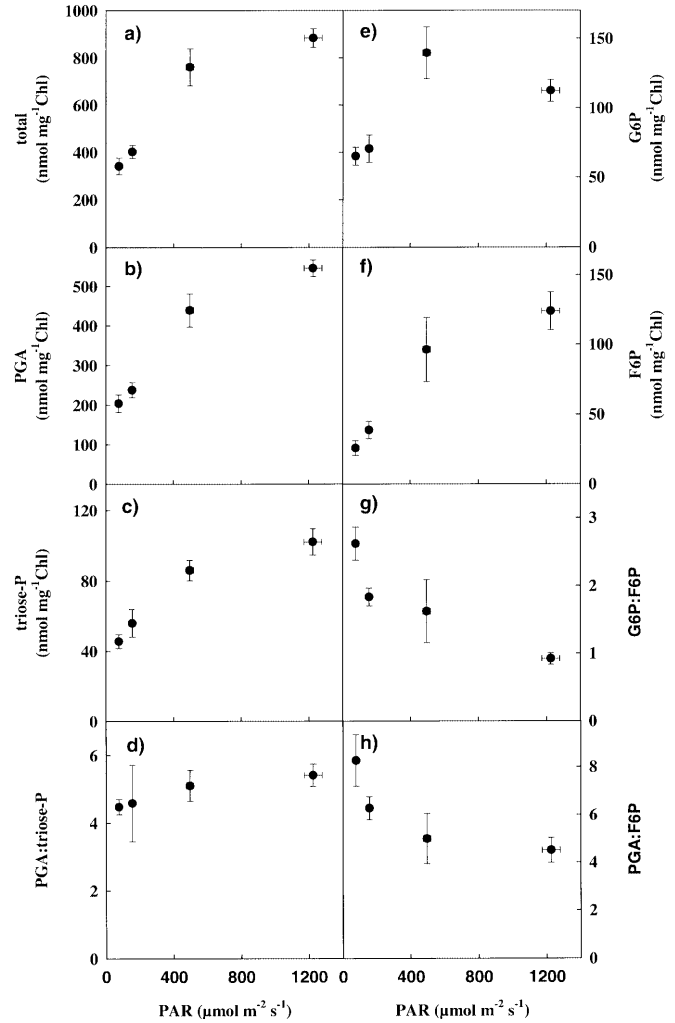 1000
800
600
400
200
0
total
(nmol mg⁻¹Chl)
a)
e)
150
100
50
0
G6P
(nmol mg⁻¹Chl)
500
400
300
200
100
0
PGA
(nmol mg⁻¹Chl)
b)
f)
150
100
50
0
F6P
(nmol mg⁻¹Chl)
120
80
40
0
triose-P
(nmol mg⁻¹Chl)
c)
g)
3
2
1
0
G6P:F6P
6
4
2
0
PGA:triose-P
d)
h)
8
6
4
2
0
PGA:F6P
0 400 800 1200
0 400 800 1200
PAR (µmol m⁻² s⁻¹)
PAR (µmol m⁻² s⁻¹)